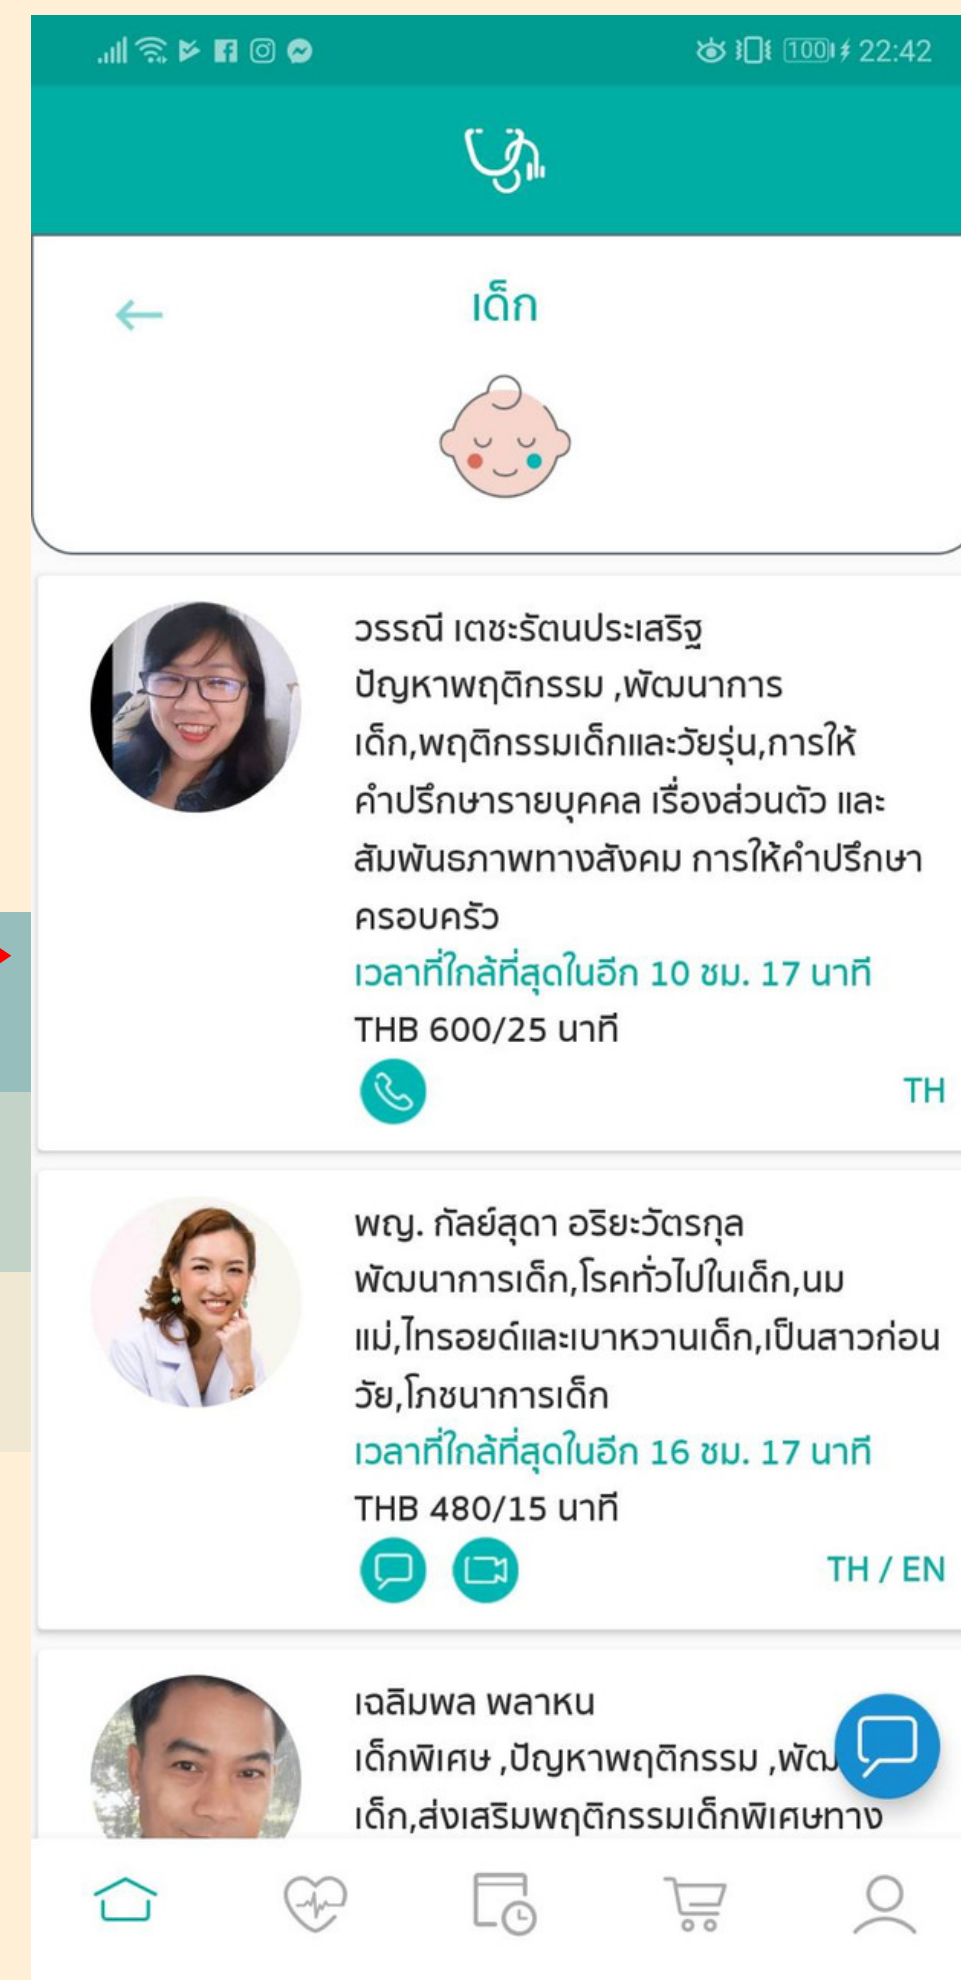 100 22:42
เด็ก
วรรณี เตชะรัตนประเสริฐ
ปัญหาพฤติกรรม ,พัฒนาการ
เด็ก,พฤติกรรมเด็กและวัยรุ่น,การให้
คำปรึกษารายบุคคล เรื่องส่วนตัว และ
สัมพันธภาพทางสังคม การให้คำปรึกษา
ครอบครัว
เวลาที่ใกล้ที่สุดในอีก 10 ชม. 17 นาที
THB 600/25 นาที
TH
พญ. กัลย์สุดา อริยะวัตรกุล
พัฒนาการเด็ก,โรคทั่วไปในเด็ก,นม
แม่,ไทรอยด์และเบาหวานเด็ก,เป็นสาวก่อน
วัย,โภชนาการเด็ก
เวลาที่ใกล้ที่สุดในอีก 16 ชม. 17 นาที
THB 480/15 นาที
TH / EN
เฉลิมพล พลาหน
เด็กพิเศษ ,ปัญหาพฤติกรรม ,พัฒ
เด็ก,ส่งเสริมพฤติกรรมเด็กพิเศษทาง